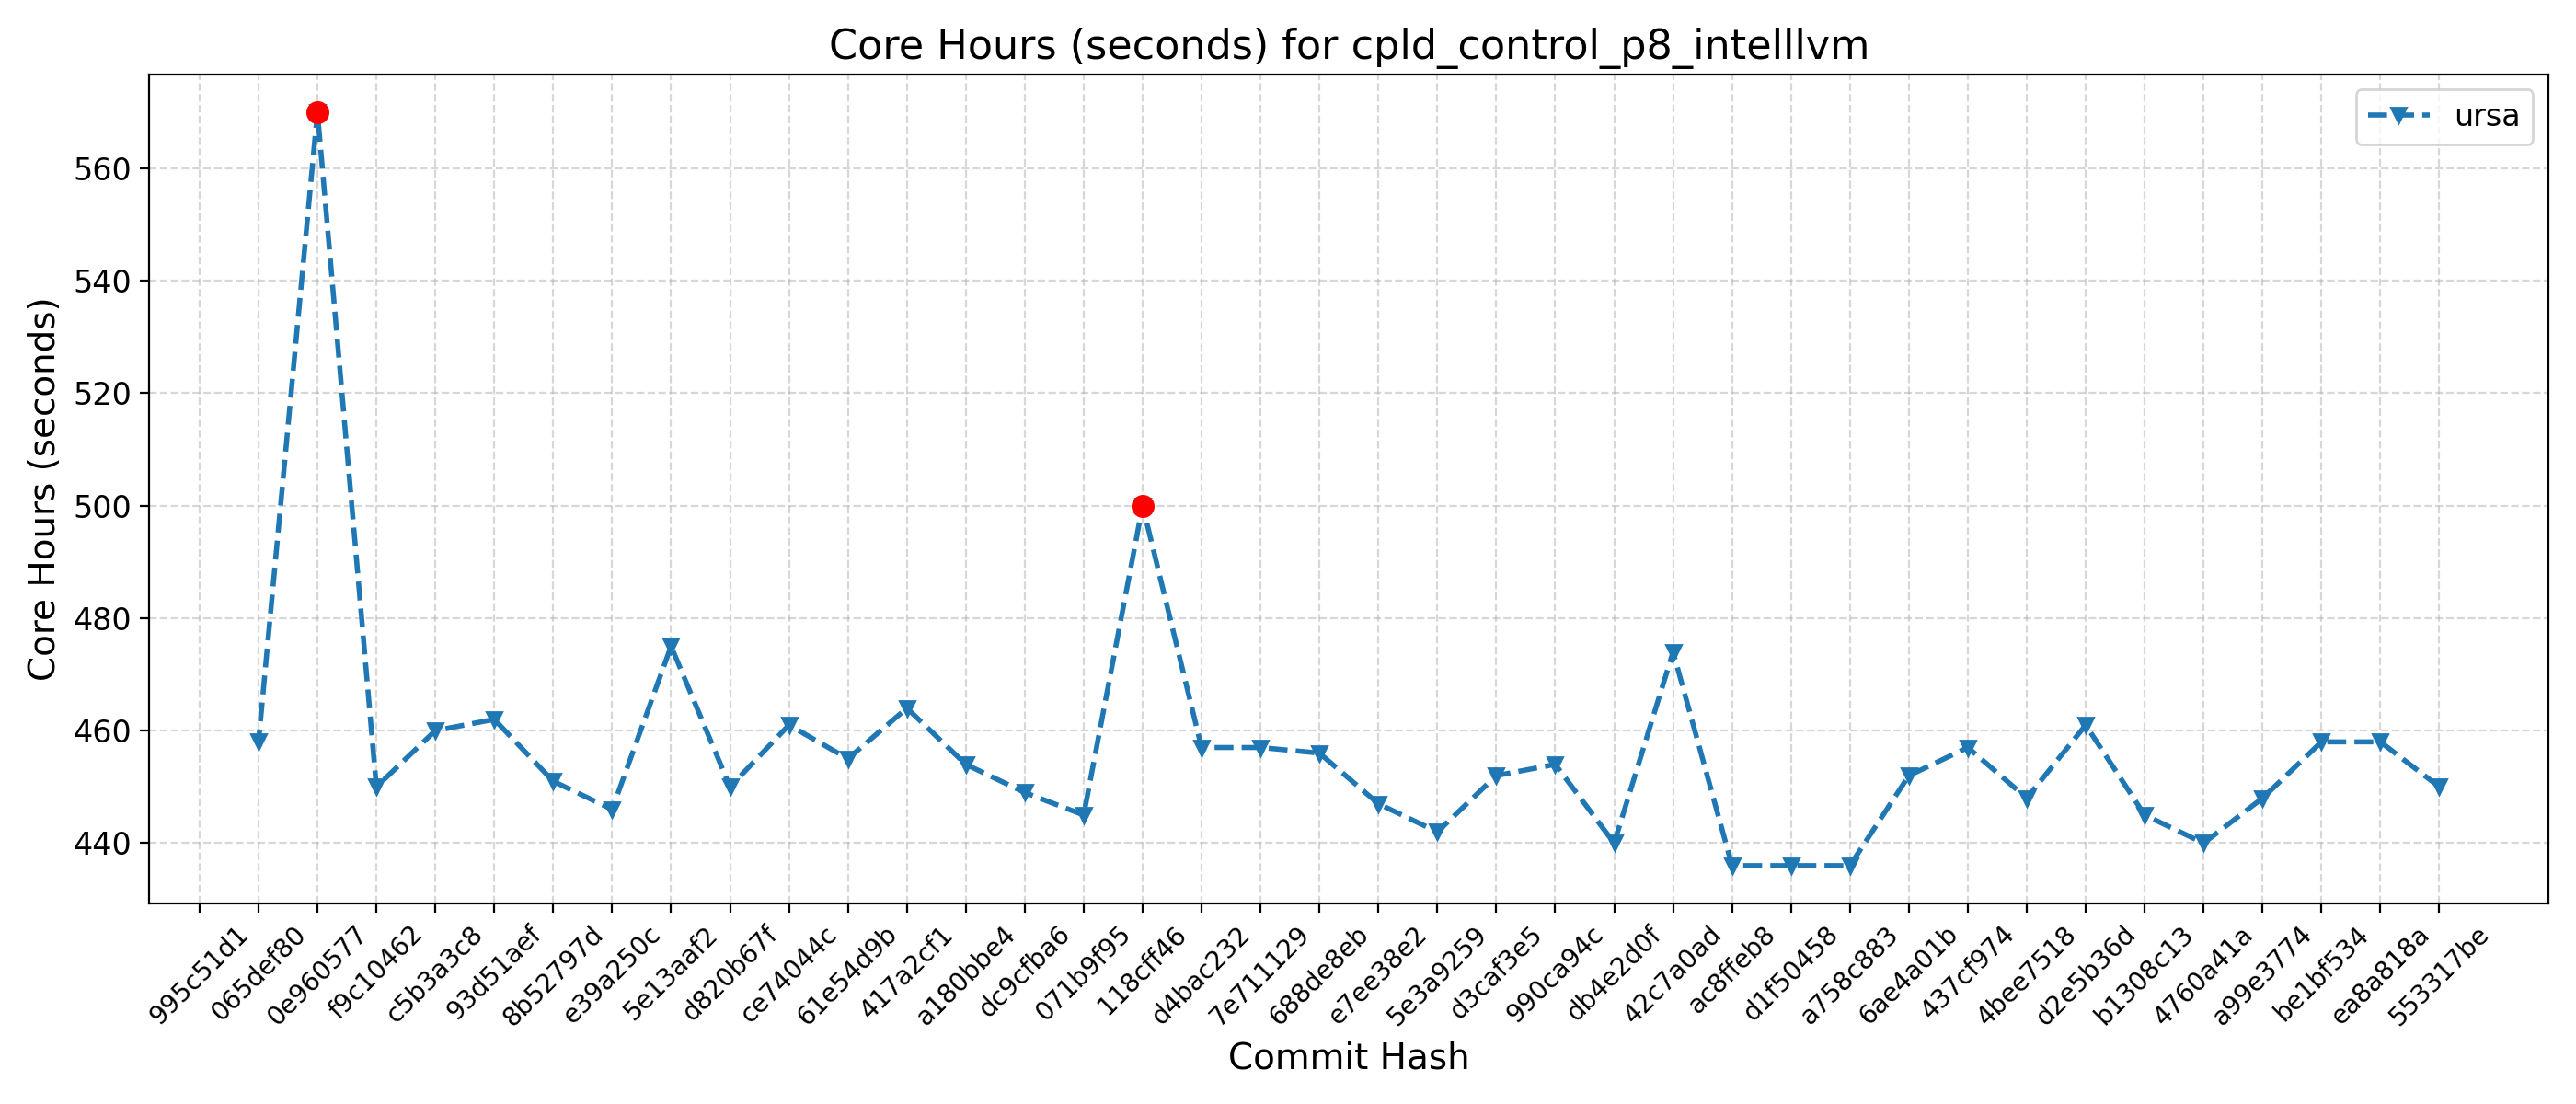 Core Hours (seconds) for cpld_control_p8_intelllvm
ursa
Core Hours (seconds)
560
540
520
500
480
460
440
995c51d1
065def80
0e960577
f9c10462
c5b3a3c8
93d51aef
8b52797d
e39a250c
5e13aaf2
d820b67f
ce74044c
61e54d9b
417a2cf1
a180bbe4
dc9cfba6
071b9f95
118cff46
d4bac232
7e711129
688de8eb
e7ee38e2
5e3a9259
d3caf3e5
990ca94c
db4e2d0f
42c7a0ad
ac8ffeb8
d1f50458
a758c883
6ae4a01b
437cf974
4bee7518
d2e5b36d
b1308c13
4760a41a
a99e3774
be1bf534
ea8a818a
553317be
Commit Hash